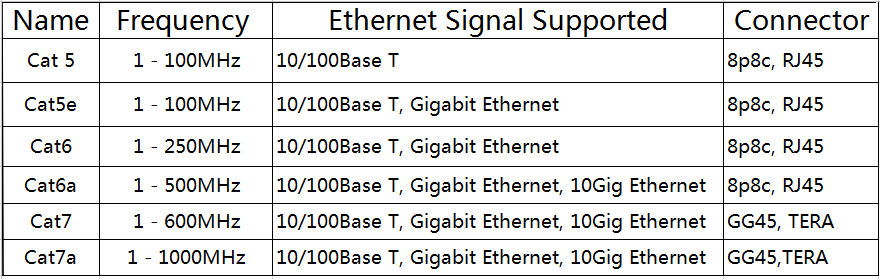 Name Frequency Ethernet Signal Supported Connector
Cat 5 1 - 100MHz 10/100Base T 8p8c, RJ45
Cat5e 1 - 100MHz 10/100Base T, Gigabit Ethernet 8p8c, RJ45
Cat6 1 - 250MHz 10/100Base T, Gigabit Ethernet 8p8c, RJ45
Cat6a 1 - 500MHz 10/100Base T, Gigabit Ethernet, 10Gig Ethernet 8p8c, RJ45
Cat7 1 - 600MHz 10/100Base T, Gigabit Ethernet, 10Gig Ethernet GG45, TERA
Cat7a 1 - 1000MHz 10/100Base T, Gigabit Ethernet, 10Gig Ethernet GG45,TERA